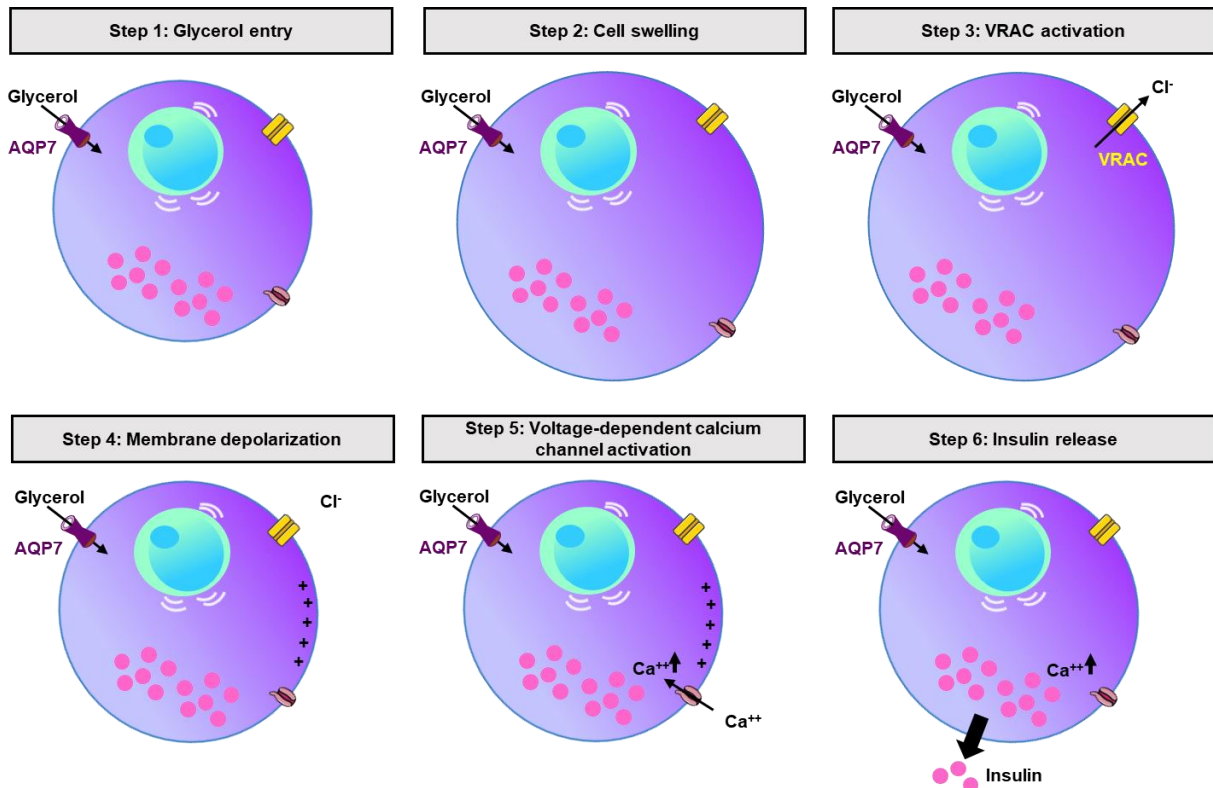 Step 1: Glycerol entry
Glycerol
AQP7
Step 2: Cell swelling
Glycerol
AQP7
Step 3: VRAC activation
Glycerol
AQP7
Cl-
VRAC
Step 4: Membrane depolarization
Glycerol
AQP7
Cl-
+
+
+
+
+
Step 5: Voltage-dependent calcium
channel activation
Glycerol
AQP7
+
+
+
+
+
Ca++
Ca++
Step 6: Insulin release
Glycerol
AQP7
Ca++
Insulin